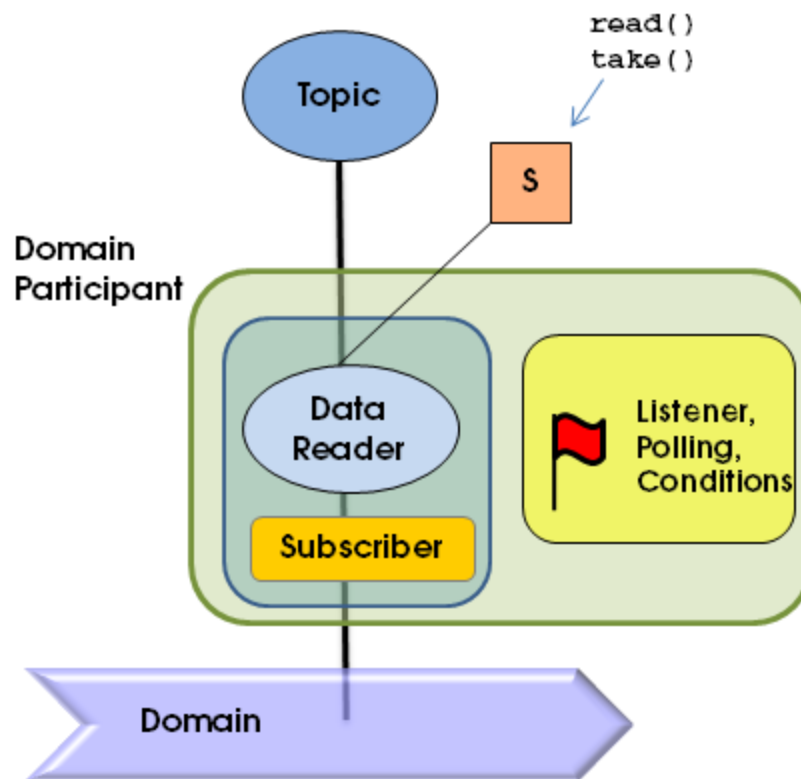 read()
take()
Topic
S
Domain
Participant
Data
Reader
Listener,
Polling,
Conditions
Subscriber
Domain